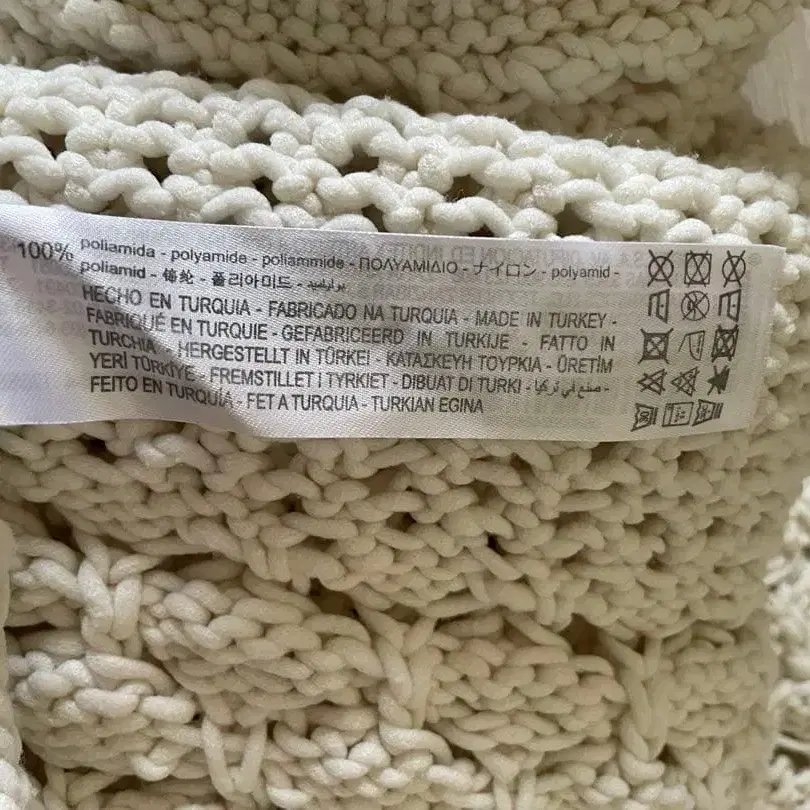 100% poliamida - polyamide - poliammide - ΠΟΛΥΑΜΙΔΙΟ - ナイロン - polyamid -
poliamid - 锦纶 - 폴리아미드 -
HECHO EN TURQUIA - FABRICADO NA TURQUIA - MADE IN TURKEY -
FABRIQUÉ EN TURQUIE - GEFABRICEERD IN TURKIJE - FATTO IN
TURCHIA - HERGESTELLT IN TÜRKEI - ΚΑΤΑΣΚΕΥΗ ΤΟΥΡΚΙΑ - ÜRETİM
YERİ TÜRKİYE - FREMSTILLET I TYRKIET - DIBUAT DI TURKI - صنع في تركيا -
FEITO EN TURQUÍA - FET A TURQUIA - TURKIAN EGINA